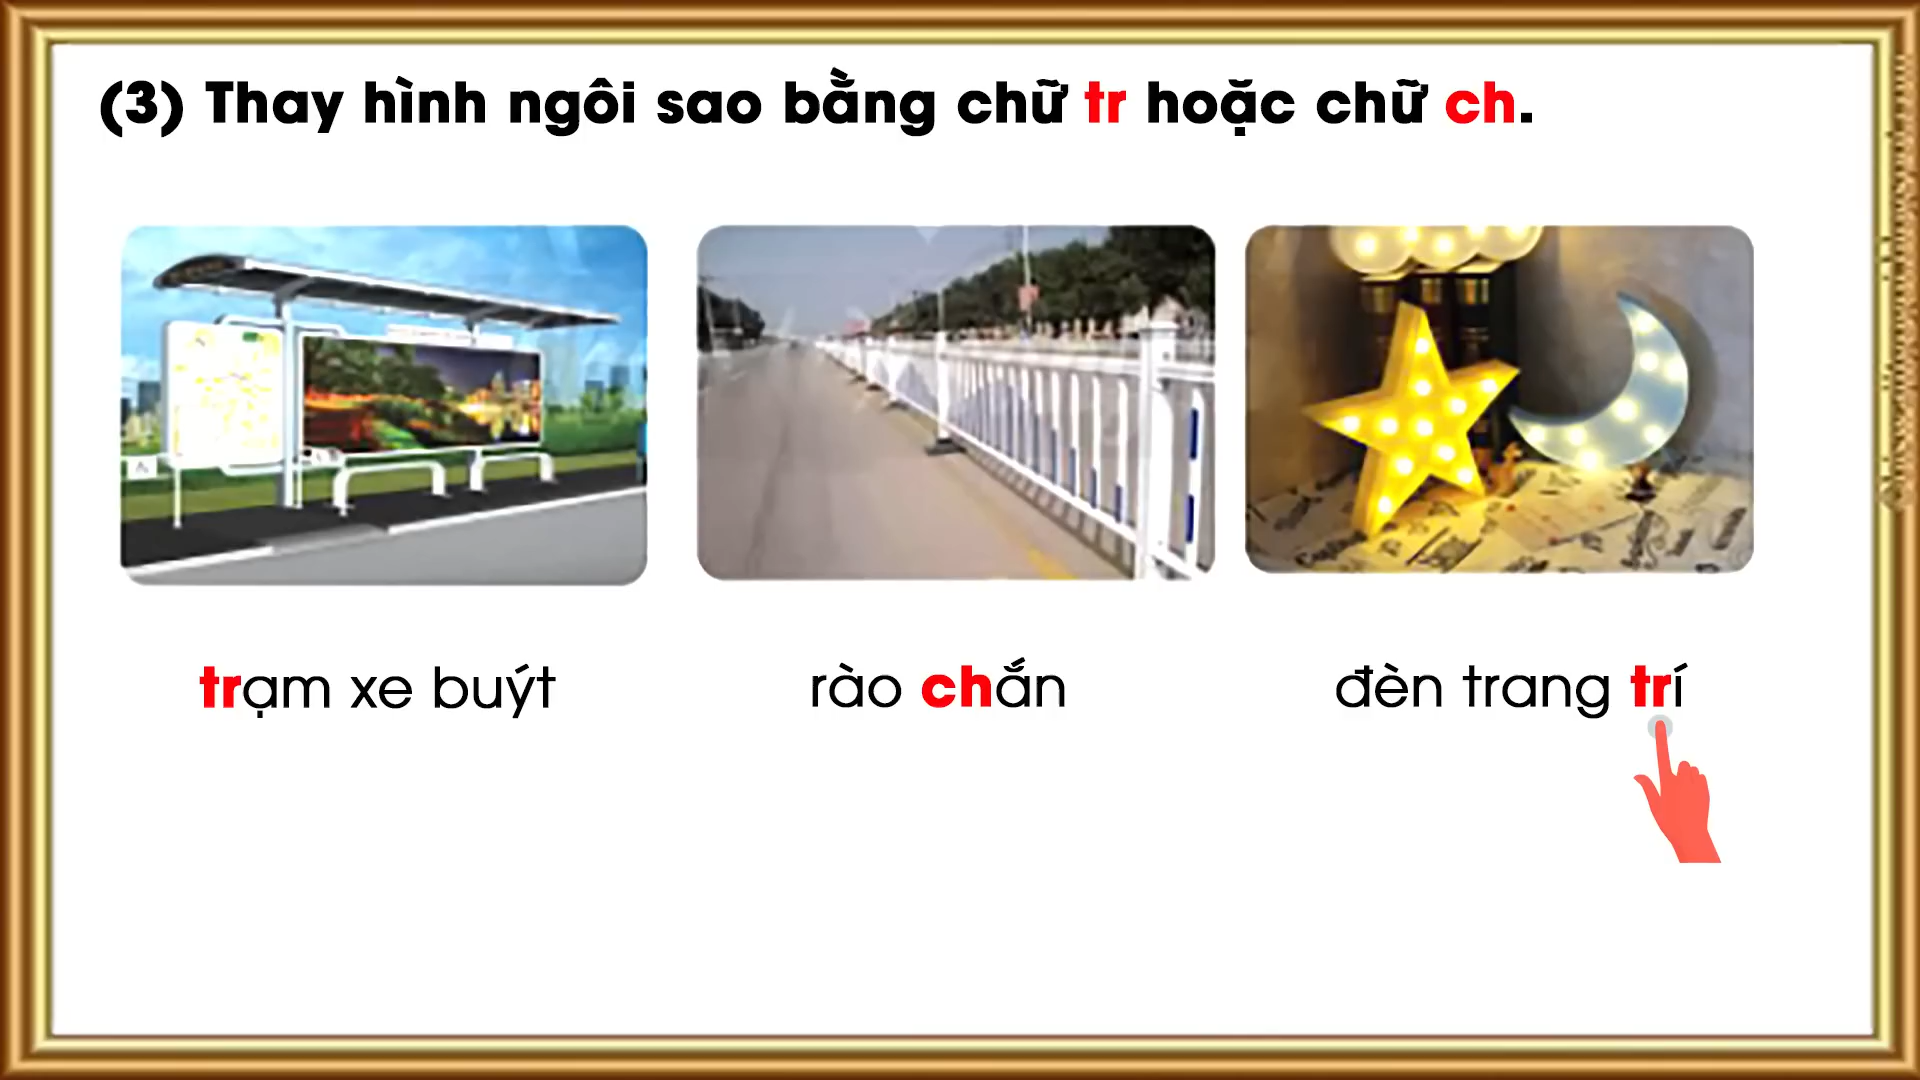 (3) Thay hình ngôi sao bằng chữ tr hoặc chữ ch.
trạm xe buýt
rào chắn
đèn trang trí